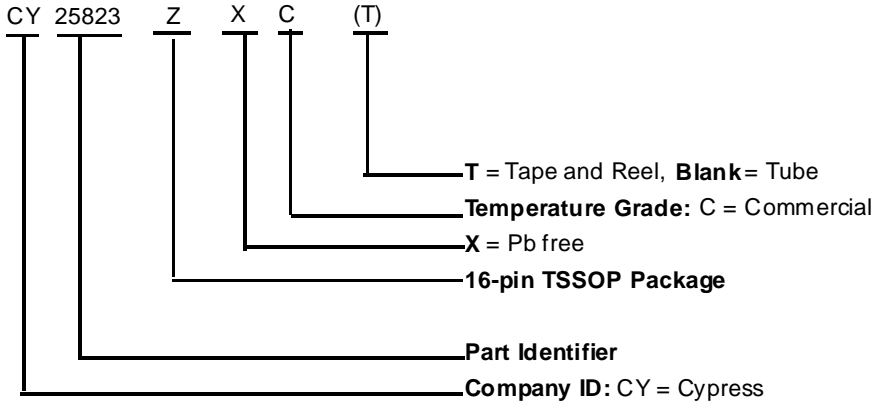 CY 25823 Z X C (T)
T = Tape and Reel, Blank = Tube
Temperature Grade: C = Commercial
X = Pb free
16-pin TSSOP Package
Part Identifier
Company ID: CY = Cypress